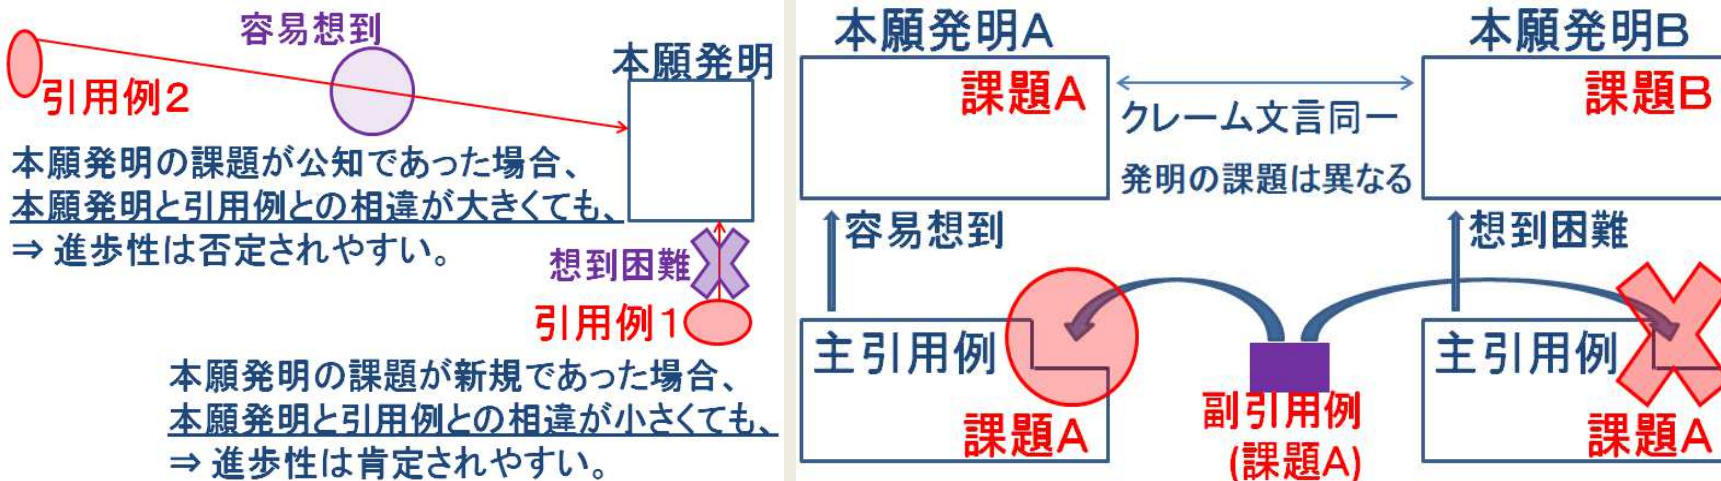 容易想到
本願発明
引用例2
本願発明の課題が公知であった場合、
本願発明と引用例との相違が大きくても、
⇒ 進歩性は否定されやすい。
想到困難
引用例1
本願発明の課題が新規であった場合、
本願発明と引用例との相違が小さくても、
⇒ 進歩性は肯定されやすい。
本願発明A
本願発明B
課題A
課題B
クレーム文言同一
発明の課題は異なる
容易想到
想到困難
主引用例
主引用例
課題A
副引用例
(課題A)
課題A